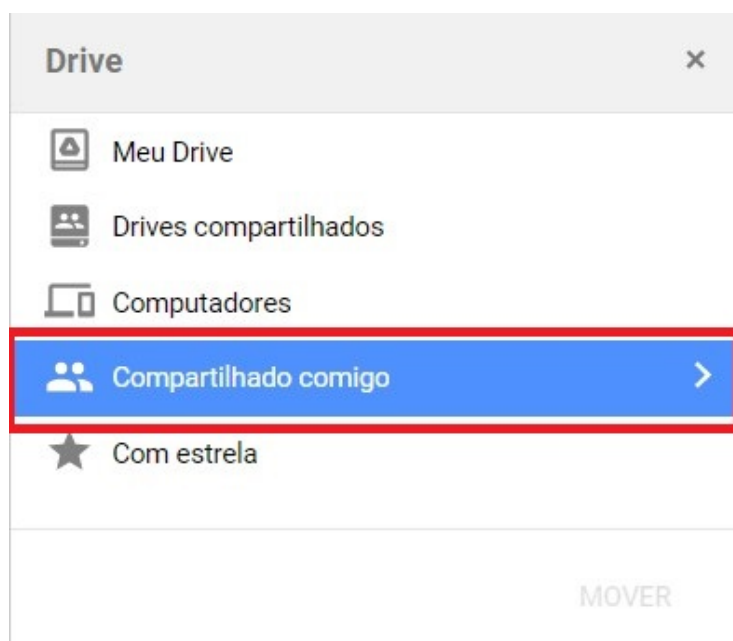 Drive
Meu Drive
Drives compartilhados
Computadores
Compartilhado comigo
Com estrela
MOVER